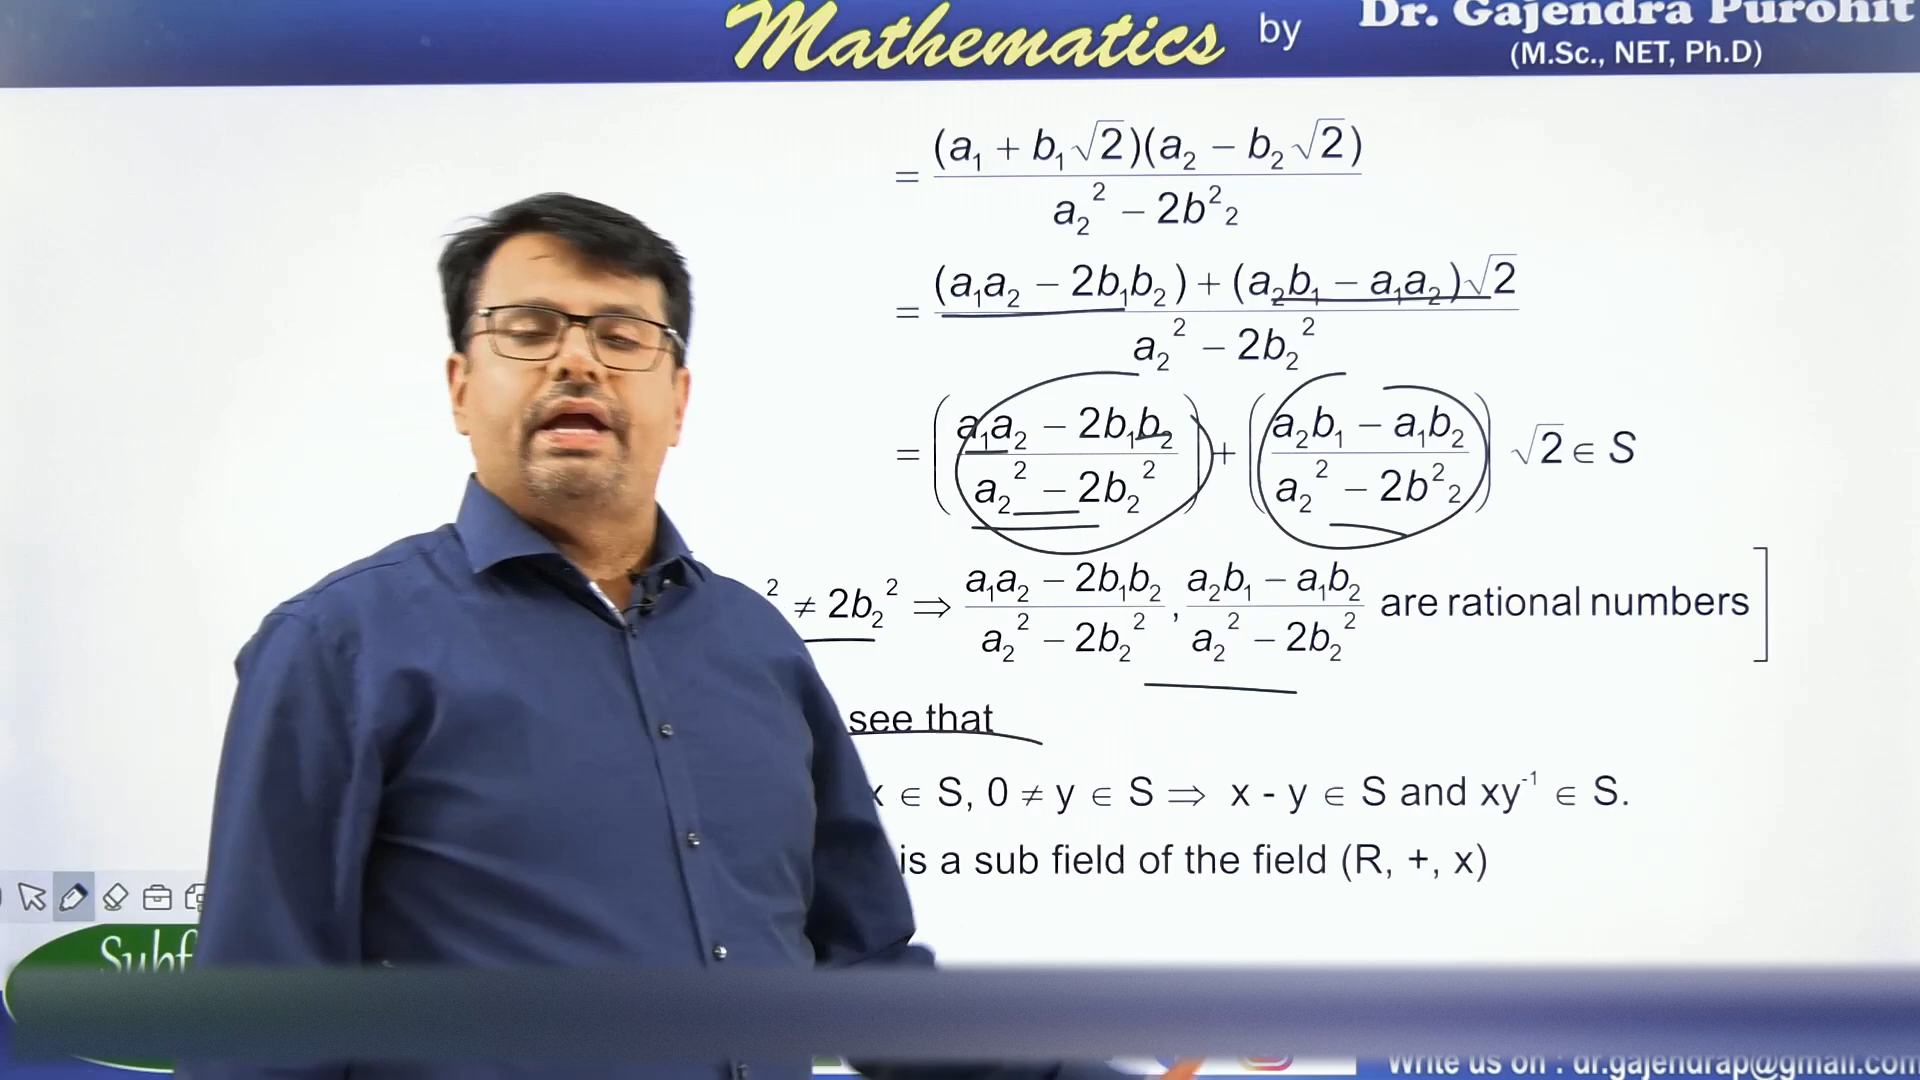 Mathematics by Dr. Gajendra Purohit
(M.Sc., NET, Ph.D)
= (a₁ + b₁√2)(a₂ − b₂√2) / a₂² − 2b²₂
= (a₁a₂ − 2b₁b₂) + (a₂b₁ − a₁a₂)√2 / a₂² − 2b₂²
= (a₁a₂ − 2b₁b₂ / a₂² − 2b₂²) + (a₂b₁ − a₁b₂ / a₂² − 2b²₂) √2 ∈ S
² ≠ 2b₂² ⇒ a₁a₂ − 2b₁b₂ / a₂² − 2b₂² , a₂b₁ − a₁b₂ / a₂² − 2b₂² are rational numbers ]
see that
x ∈ S, 0 ≠ y ∈ S ⇒ x - y ∈ S and xy⁻¹ ∈ S.
is a sub field of the field (R, +, x)
Subf
Write us on : dr.gajendrap@gmail.com